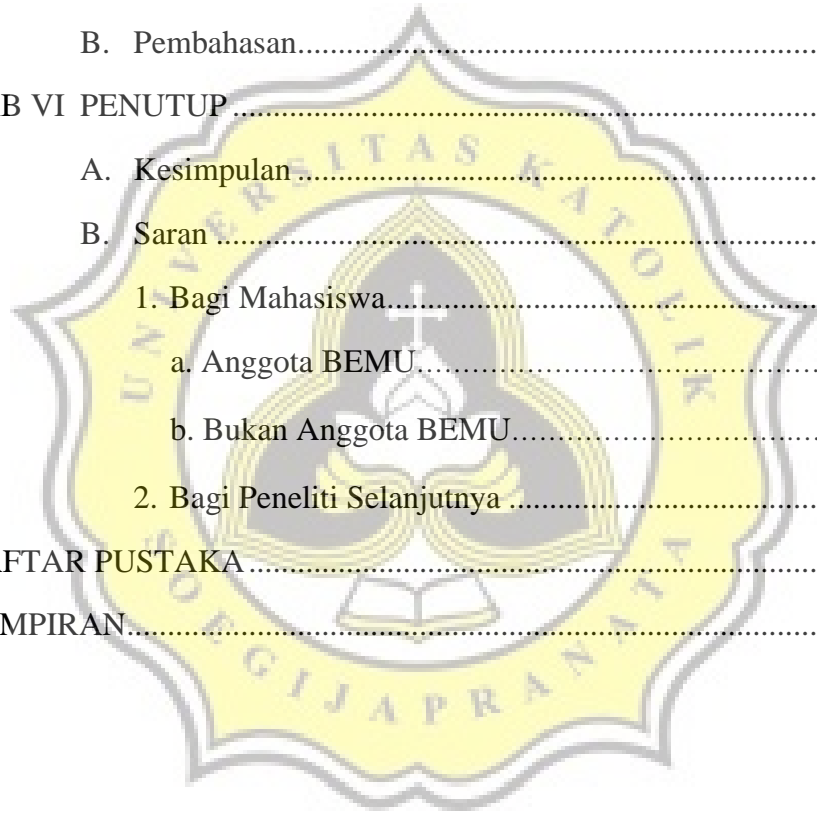 B. Pembahasan........................................................................
B VI PENUTUP........................................................................
A. Kesimpulan........................................................................
B. Saran........................................................................
1. Bagi Mahasiswa........................................................................
a. Anggota BEMU........................................................................
b. Bukan Anggota BEMU........................................................................
2. Bagi Peneliti Selanjutnya........................................................................
FTAR PUSTAKA........................................................................
MPIRAN........................................................................
UNIVERSITAS KATOLIK
SOEGIJAPRANATA